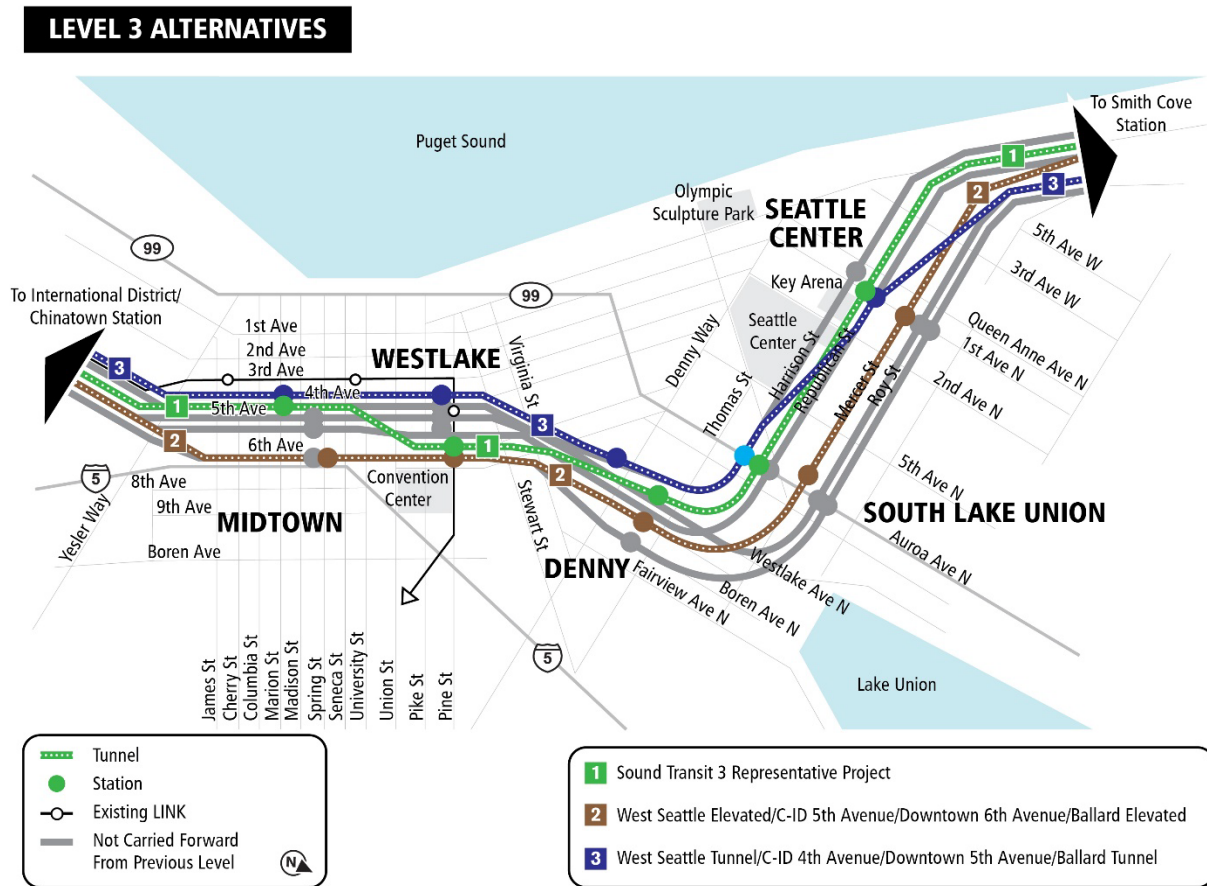 LEVEL 3 ALTERNATIVES
Puget Sound
To Smith Cove
Station
Olympic
Sculpture Park
SEATTLE
CENTER
1
2
3
5th Ave W
3rd Ave W
Queen Anne Ave N
1st Ave N
2nd Ave N
Key Arena
Seattle
Center
99
99
To International District/
Chinatown Station
1st Ave
2nd Ave
3rd Ave
4th Ave
5th Ave
6th Ave
WESTLAKE
Virginia St
Denny Way
Thomas St
Harrison St
Republican St
Mercer St
Roy St
3
1
2
3
1
2
5
8th Ave
9th Ave
Boren Ave
Yesler Way
MIDTOWN
Convention
Center
Stewart St
DENNY
Fairview Ave N
Boren Ave N
Westlake Ave N
5th Ave N
SOUTH LAKE UNION
Auroa Ave N
5
Lake Union
James St
Cherry St
Columbia St
Marion St
Madison St
Spring St
Seneca St
University St
Union St
Pike St
Pine St
Tunnel
Station
Existing LINK
Not Carried Forward
From Previous Level
N
1 Sound Transit 3 Representative Project
2 West Seattle Elevated/C-ID 5th Avenue/Downtown 6th Avenue/Ballard Elevated
3 West Seattle Tunnel/C-ID 4th Avenue/Downtown 5th Avenue/Ballard Tunnel